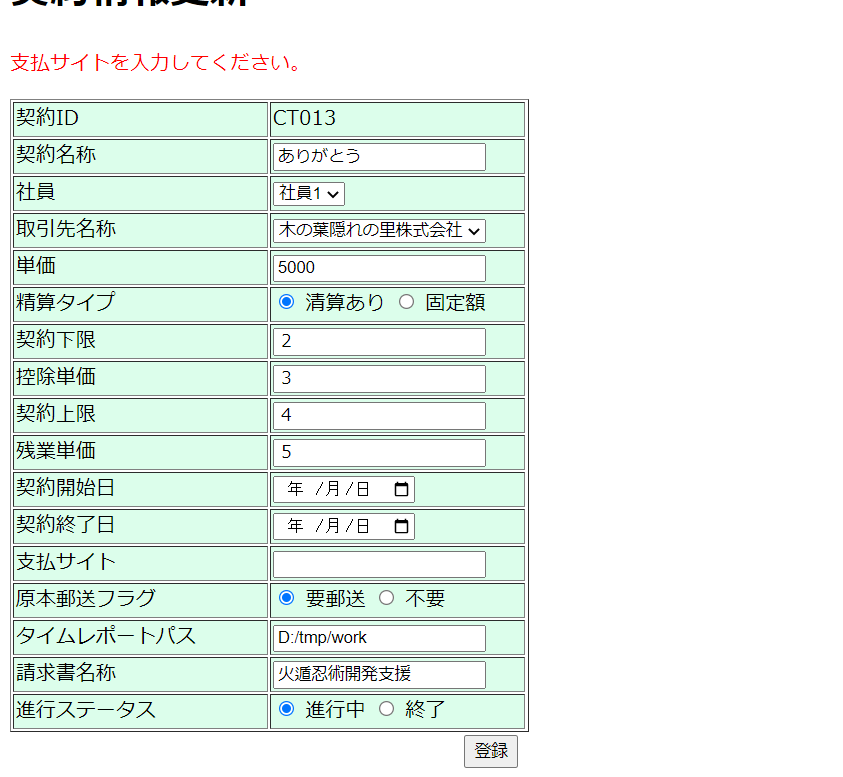 契約情報更新
支払サイトを入力してください。
契約ID CT013
契約名称 ありがとう
社員 社員1
取引先名称 木の葉隠れの里株式会社
単価 5000
精算タイプ 清算あり 固定額
契約下限 2
控除単価 3
契約上限 4
残業単価 5
契約開始日 年 /月/日
契約終了日 年 /月/日
支払サイト
原本郵送フラグ 要郵送 不要
タイムレポートパス D:/tmp/work
請求書名称 火遁忍術開発支援
進行ステータス 進行中 終了
登録